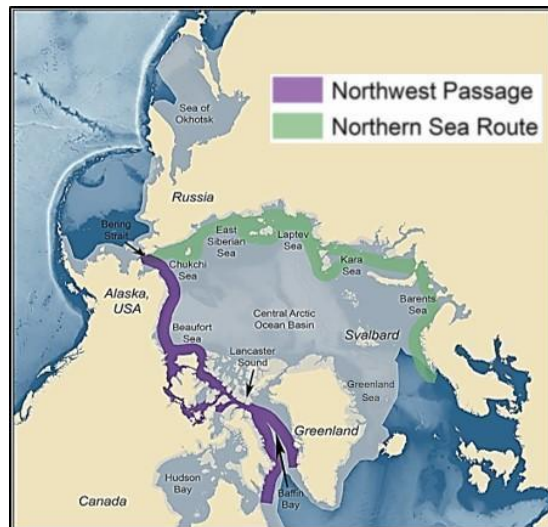 Sea of
Okhotsk
Northwest Passage
Northern Sea Route
Russia
Bering
Strait
East
Siberian
Sea
Laptev
Sea
Chukchi
Sea
Kara
Sea
Alaska,
USA
Barents
Sea
Central Arctic
Ocean Basin
Beaufort
Sea
Svalbard
Lancaster
Sound
Greenland
Sea
Greenland
Hudson
Bay
Baffin
Bay
Canada